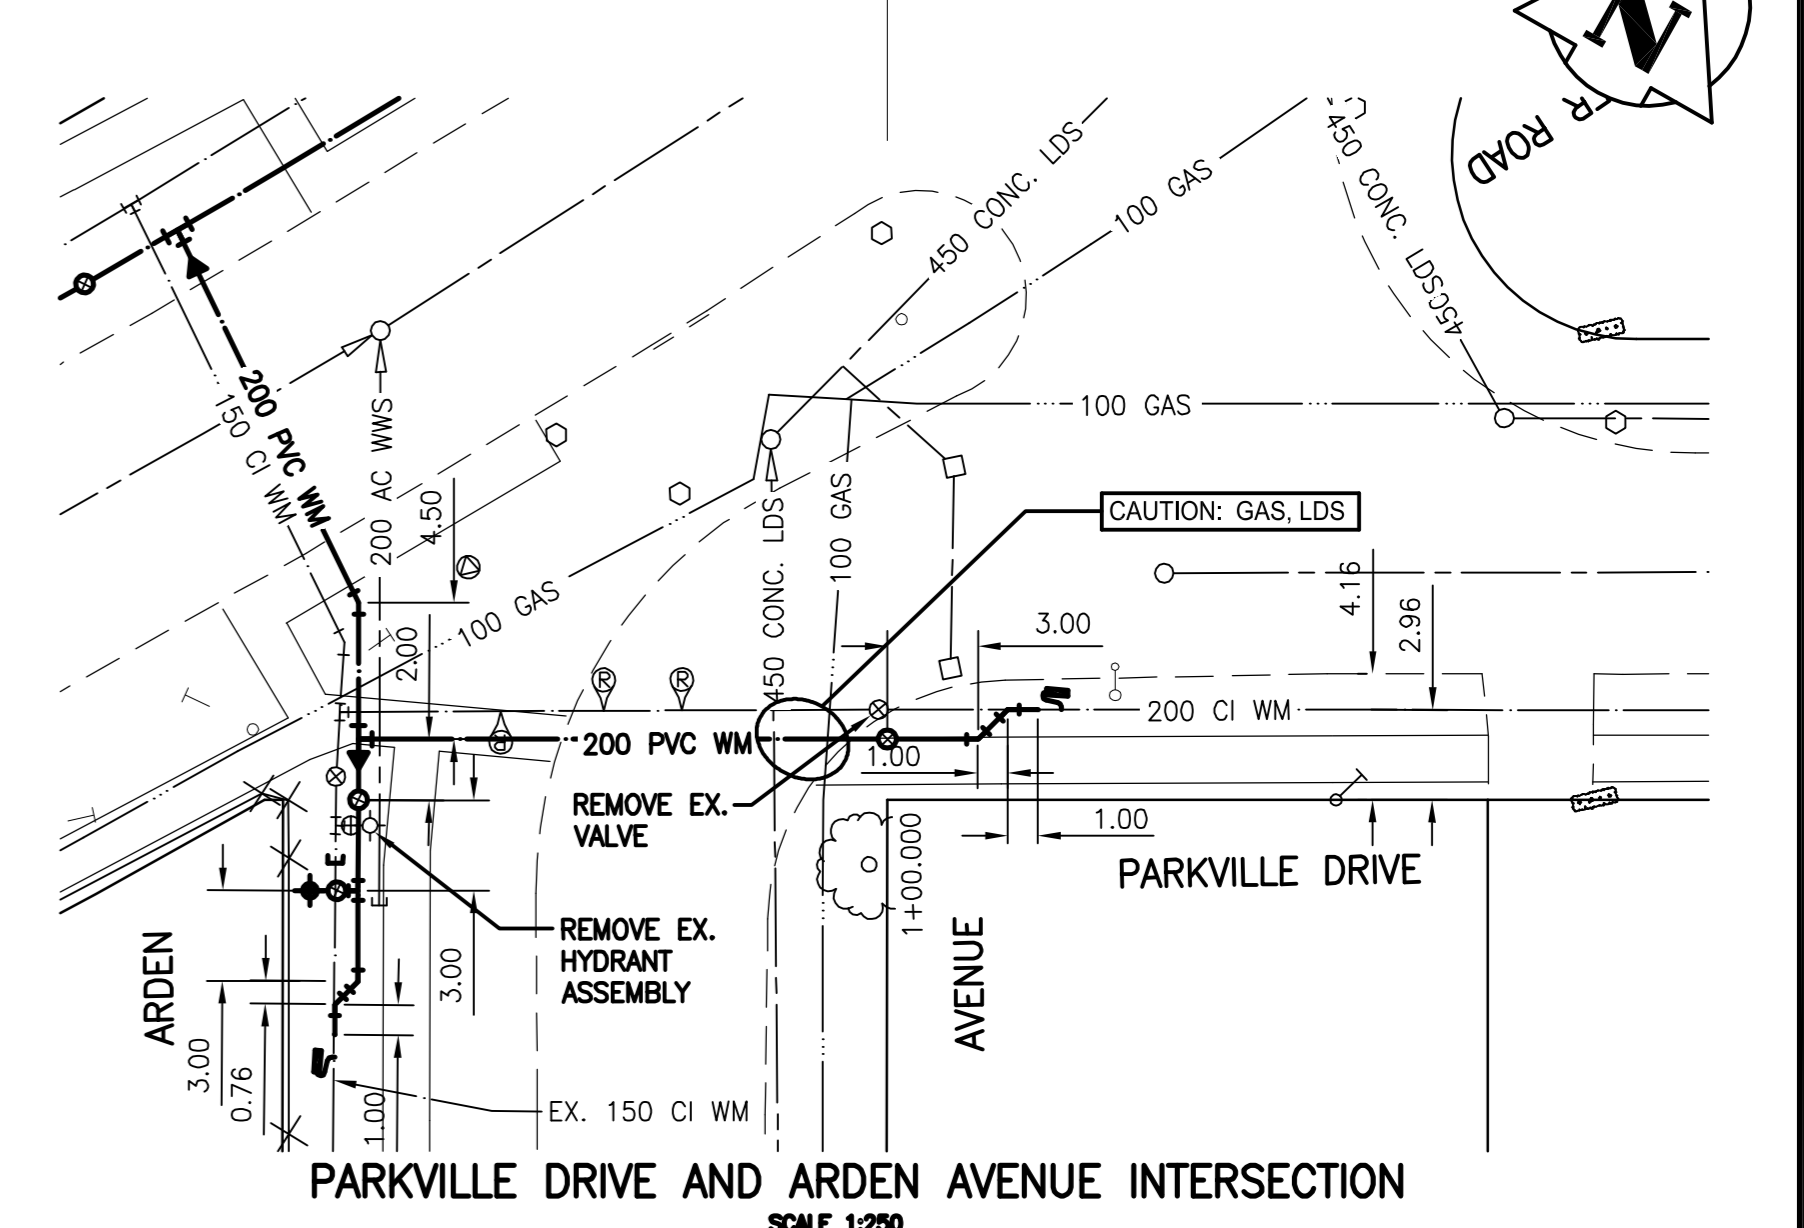 N
R ROAD
450 CONC. LDS
100 GAS
450 CONC. LDS
450
200 PVC WM
150 CI WM
200 AC WWS
4.50
100 GAS
450 CONC. LDS
100 GAS
100 GAS
CAUTION: GAS, LDS
4.16
2.96
3.00
2.00
R
R
R
200 CI WM
200 PVC WM
1.00
REMOVE EX.
VALVE
1.00
1+00.000
PARKVILLE DRIVE
E
REMOVE EX.
HYDRANT
ASSEMBLY
3.00
ARDEN
AVENUE
3.00
0.76
1.00
EX. 150 CI WM
PARKVILLE DRIVE AND ARDEN AVENUE INTERSECTION
SCALE 1:250